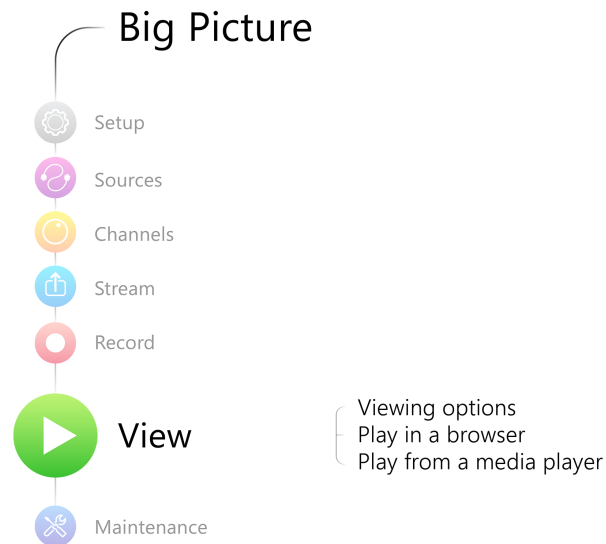 Big Picture
Setup
Sources
Channels
Stream
Record
View
Viewing options
Play in a browser
Play from a media player
Maintenance